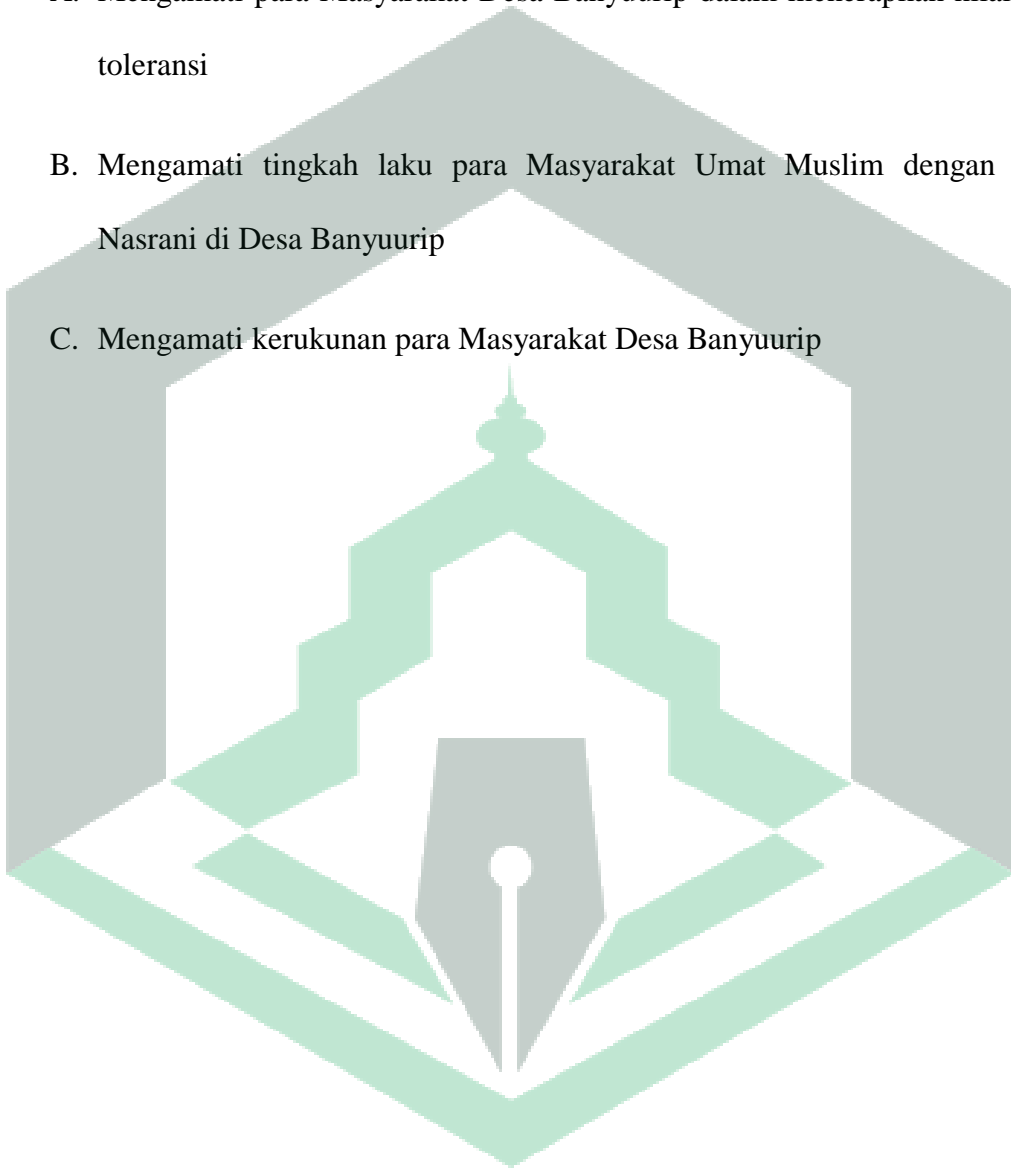 A. Mengamati para Masyarakat Desa Banyuurip dalam menerapkan nilai
toleransi
B. Mengamati tingkah laku para Masyarakat Umat Muslim dengan
Nasrani di Desa Banyuurip
C. Mengamati kerukunan para Masyarakat Desa Banyuurip